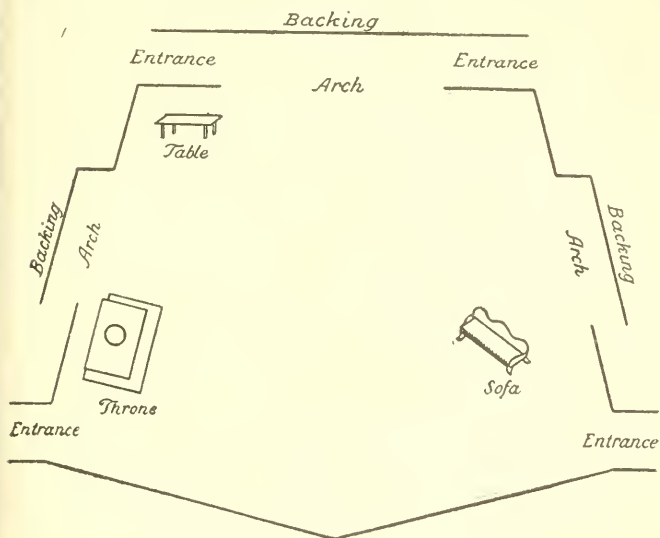 Backing
Entrance
Entrance
Arch
Table
Backing
Arch
Arch
Backing
Throne
Sofa
Entrance
Entrance